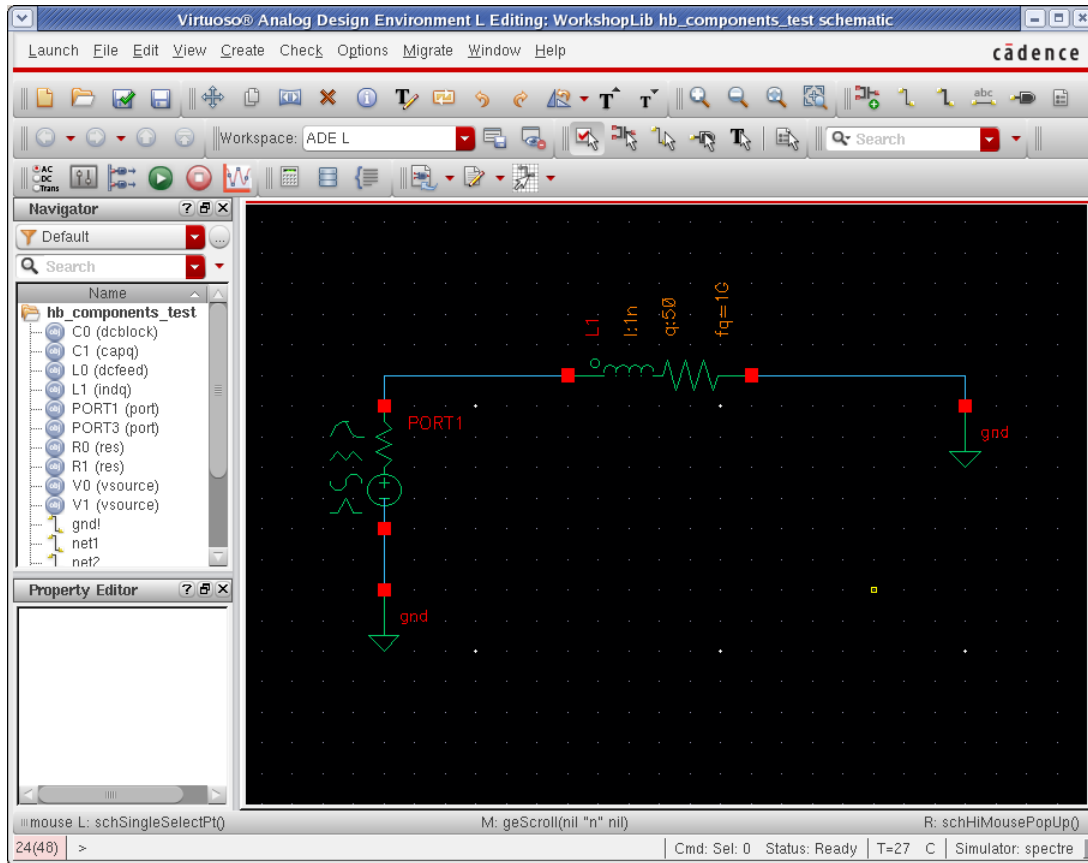 Virtuoso® Analog Design Environment L Editing: WorkshopLib hb_components_test schematic
Launch File Edit View Create Check Options Migrate Window Help
cādence
abc
Workspace: ADE L
Search
AC
DC
Trans
Navigator
Default
Search
Name
hb_components_test
C0 (dcblock)
C1 (capq)
L0 (dcfeed)
L1 (indq)
PORT1 (port)
PORT3 (port)
R0 (res)
R1 (res)
V0 (vsource)
V1 (vsource)
gnd!
net1
net2
Property Editor
L1
l:1n
q:50
fq=1G
PORT1
gnd
gnd
mouse L: schSingleSelectPt()
M: geScroll(nil "n" nil)
R: schHiMousePopUp()
24(48) >
Cmd: Sel: 0 Status: Ready T=27 C Simulator: spectre